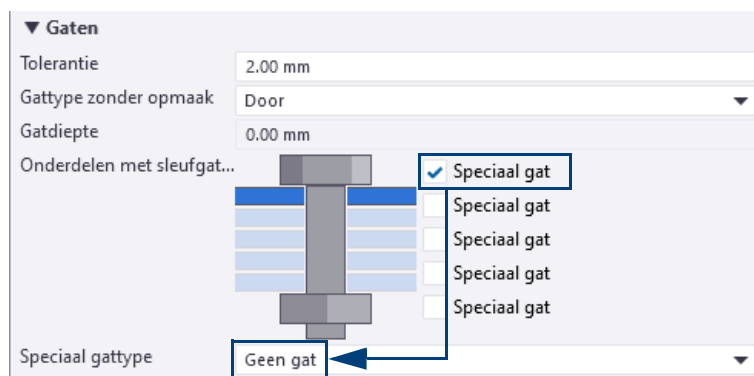 ▼ Gaten
Tolerantie 2.00 mm
Gattype zonder opmaak Door
Gatdiepte 0.00 mm
Onderdelen met sleufgat... Speciaal gat
Speciaal gat
Speciaal gat
Speciaal gat
Speciaal gat
Speciaal gattype Geen gat